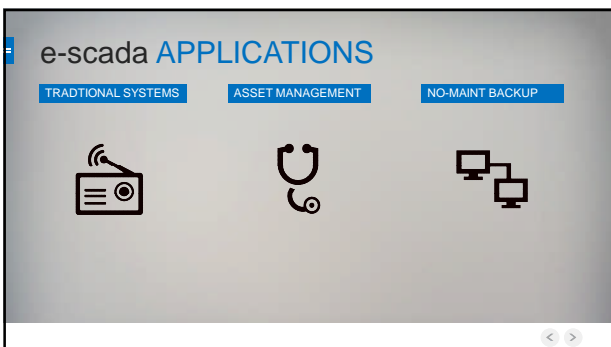 e-scada APPLICATIONS
TRADTIONAL SYSTEMS
ASSET MANAGEMENT
NO-MAINT BACKUP